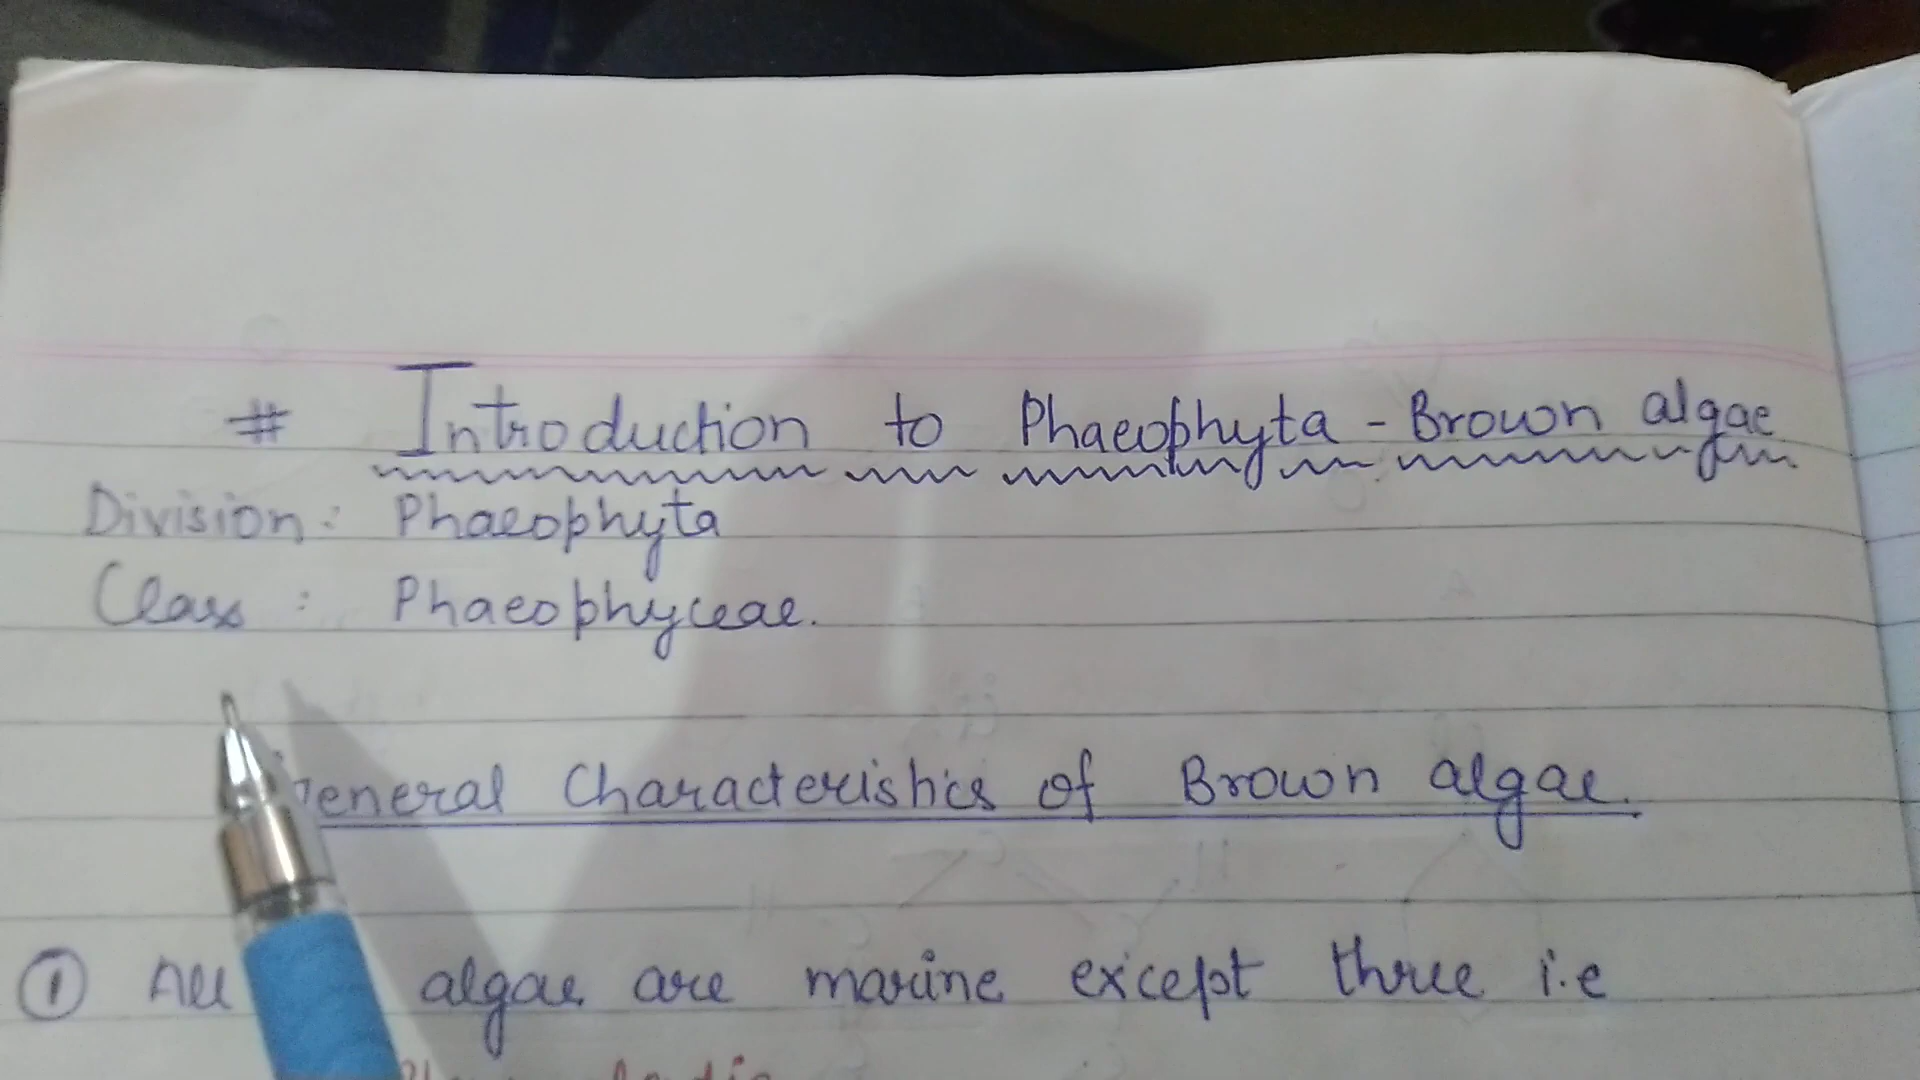 # Introduction to Phaeophyta - Brown algae
Division: Phaeophyta
Class : Phaeophyceae.
General Characteristics of Brown algae.
① All algae are marine except three i.e